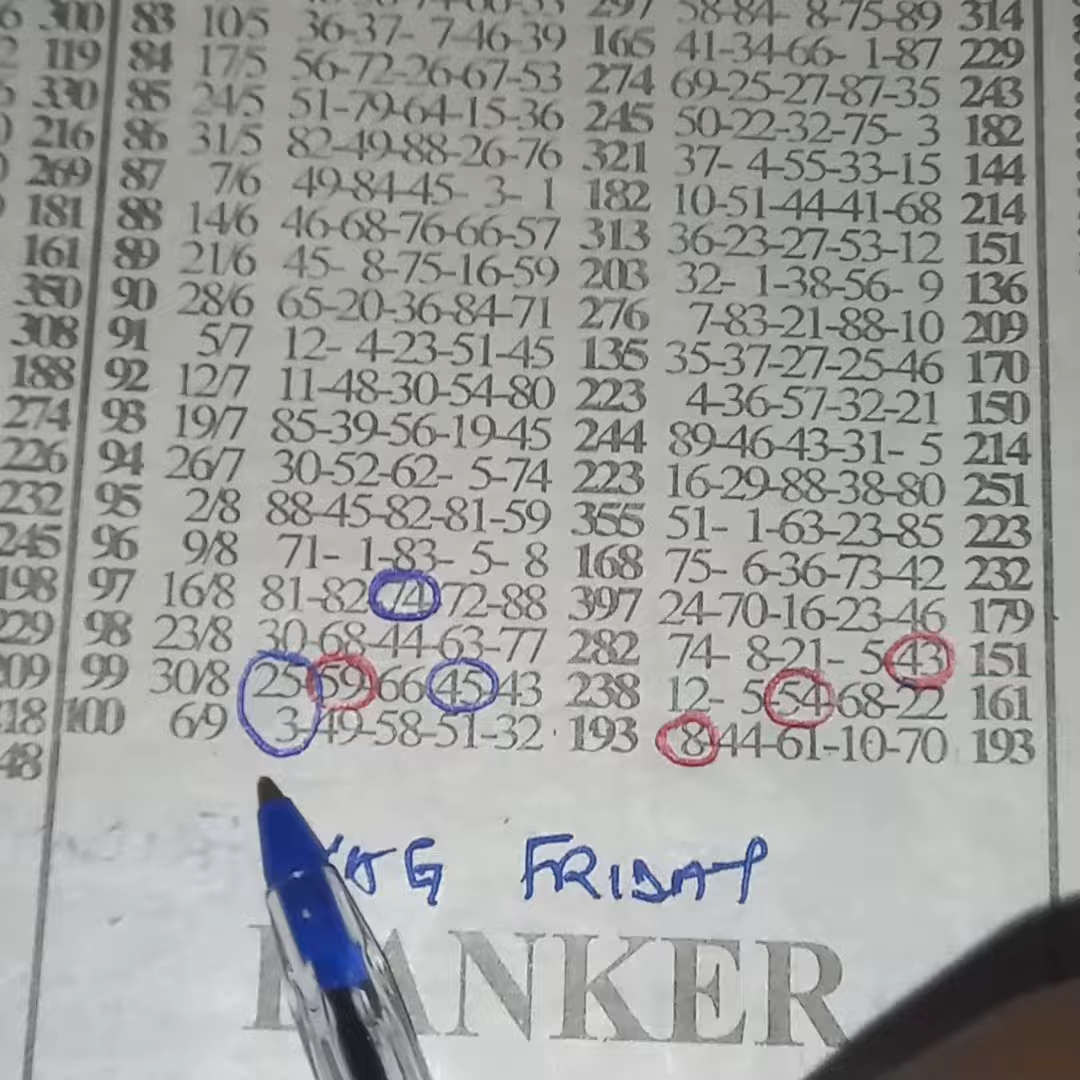 300 83 10/5 36-37- 7-46-39 165 41-34-66- 1-87 229
119 84 17/5 56-72-26-67-53 274 69-25-27-87-35 243
330 85 24/5 51-79-64-15-36 245 50-22-32-75- 3 182
216 86 31/5 82-49-88-26-76 321 37- 4-55-33-15 144
269 87 7/6 49-84-45- 3- 1 182 10-51-44-41-68 214
181 88 14/6 46-68-76-66-57 313 36-23-27-53-12 151
161 89 21/6 45- 8-75-16-59 203 32- 1-38-56- 9 136
350 90 28/6 65-20-36-84-71 276 7-83-21-88-10 209
308 91 5/7 12- 4-23-51-45 135 35-37-27-25-46 170
188 92 12/7 11-48-30-54-80 223 4-36-57-32-21 150
274 93 19/7 85-39-56-19-45 244 89-46-43-31- 5 214
226 94 26/7 30-52-62- 5-74 223 16-29-88-38-80 251
232 95 2/8 88-45-82-81-59 355 51- 1-63-23-85 223
245 96 9/8 71- 1-83- 5- 8 168 75- 6-36-73-42 232
198 97 16/8 81-82-74-72-88 397 24-70-16-23-46 179
229 98 23/8 30-68-44-63-77 282 74- 8-21- 5-43 151
209 99 30/8 25-59-66-45-43 238 12- 5-54-68-22 161
18 100 6/9 3-49-58-51-32 193 8-44-61-10-70 193
48
FRIDAY